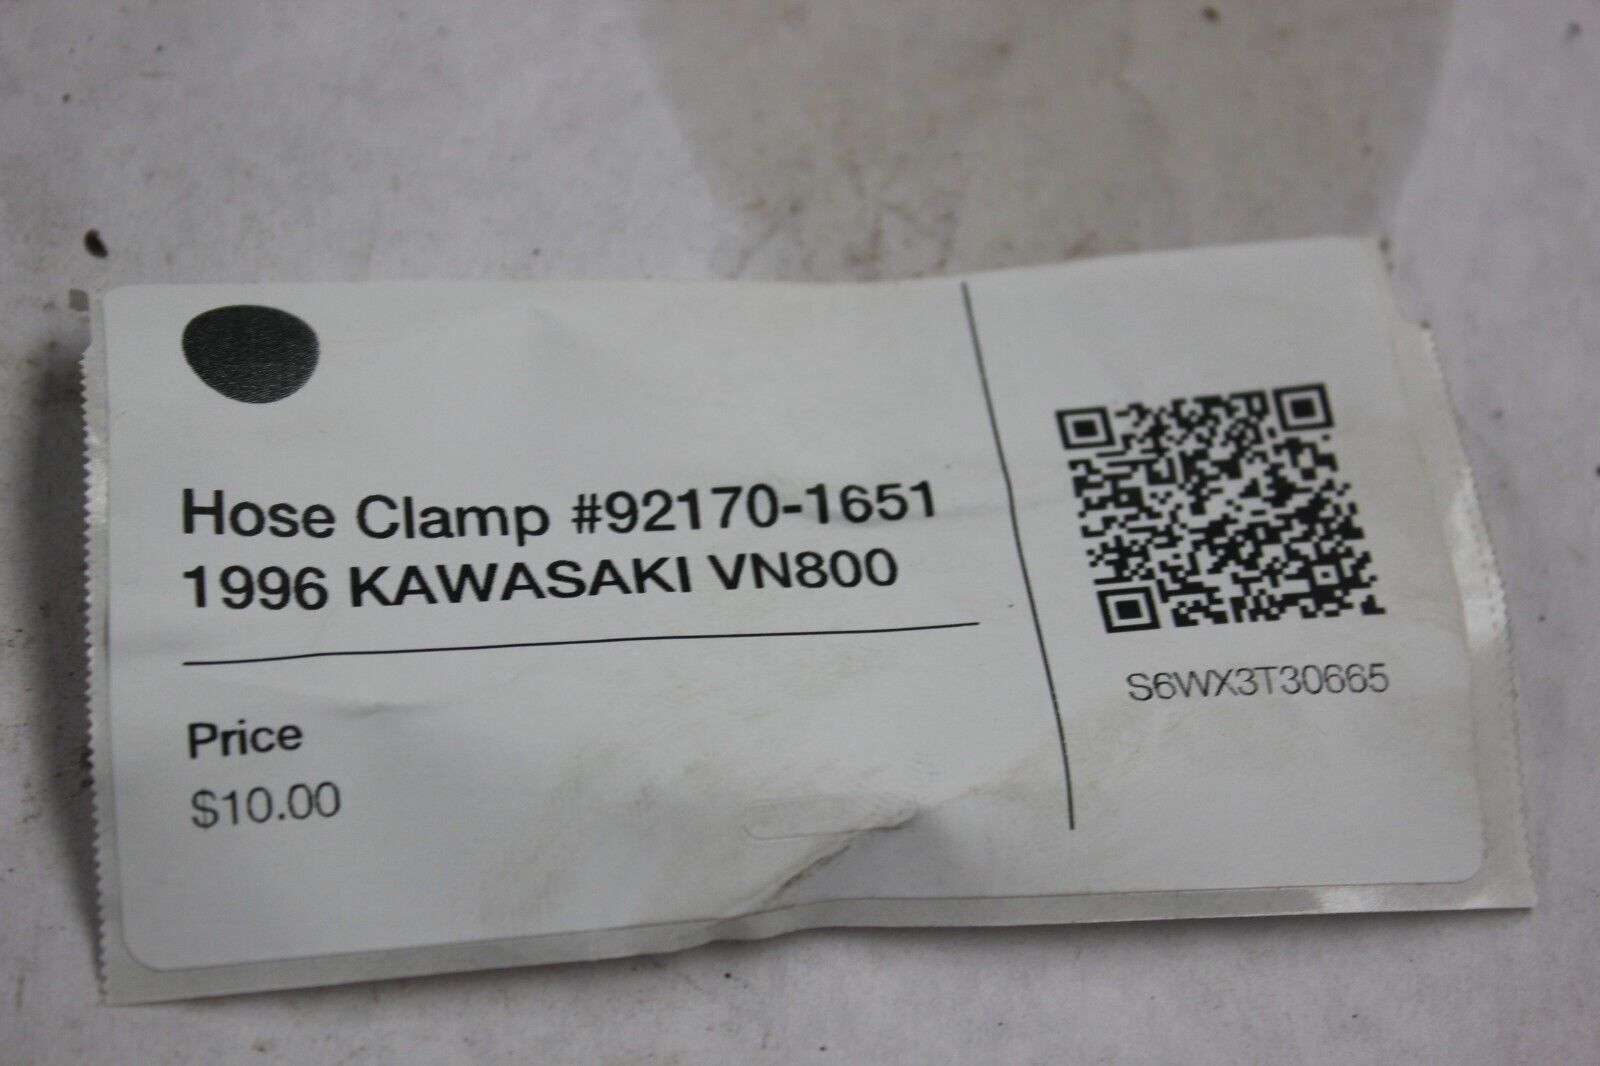 Hose Clamp #92170-1651
1996 KAWASAKI VN800
Price
$10.00
S6WX3T30665